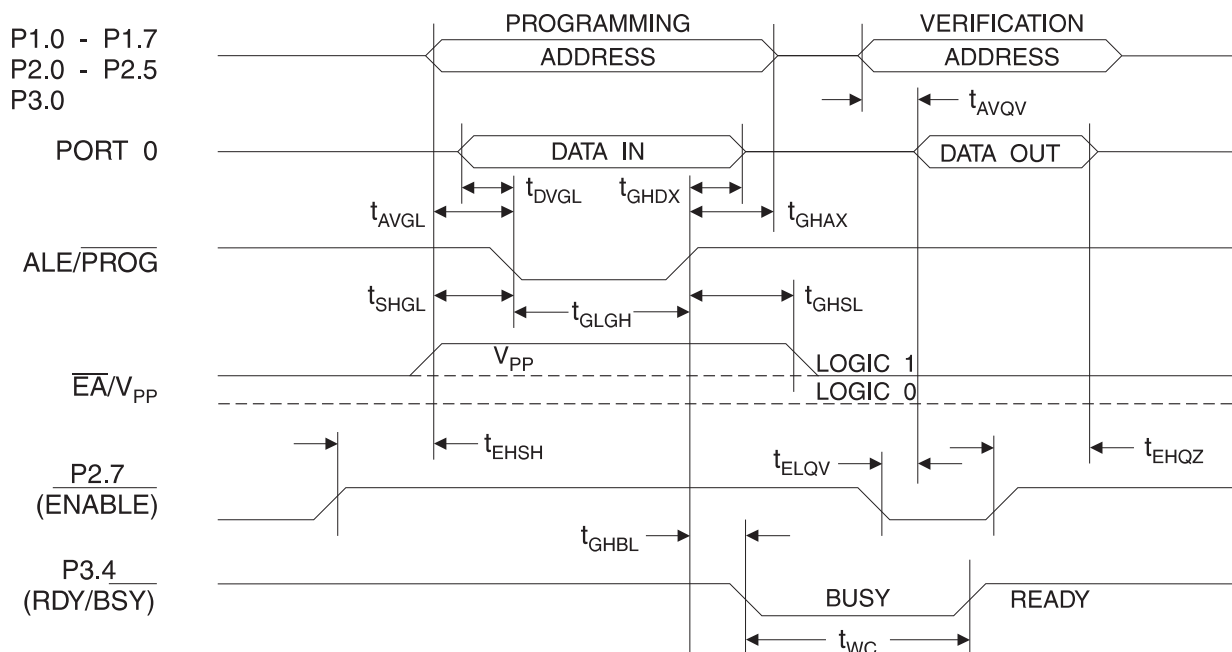 PROGRAMMING
VERIFICATION
P1.0 - P1.7
P2.0 - P2.5
P3.0
ADDRESS
ADDRESS
tAVQV
PORT 0
DATA IN
DATA OUT
tDVGL
tGHDX
tAVGL
tGHAX
ALE/PROG
tSHGL
tGLGH
tGHSL
VPP
LOGIC 1
EA/VPP
LOGIC 0
tEHSH
tELQV
tEHQZ
P2.7
(ENABLE)
tGHBL
P3.4
(RDY/BSY)
BUSY
READY
tWC